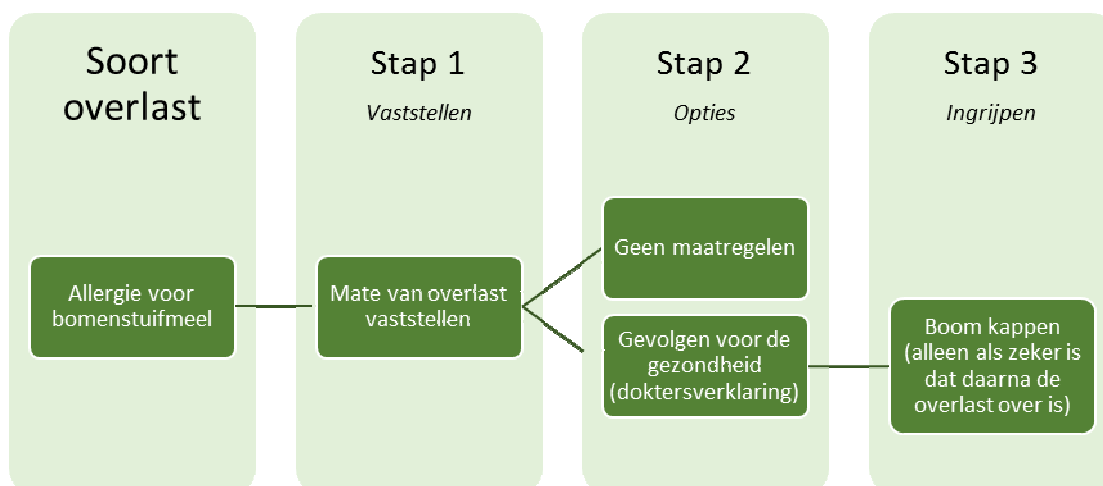 Soort
overlast
Stap 1
Vaststellen
Stap 2
Opties
Stap 3
Ingrijpen
Allergie voor
bomenstuifmeel
Mate van overlast
vaststellen
Geen maatregelen
Gevolgen voor de
gezondheid
(doktersverklaring)
Boom kappen
(alleen als zeker is
dat daarna de
overlast over is)